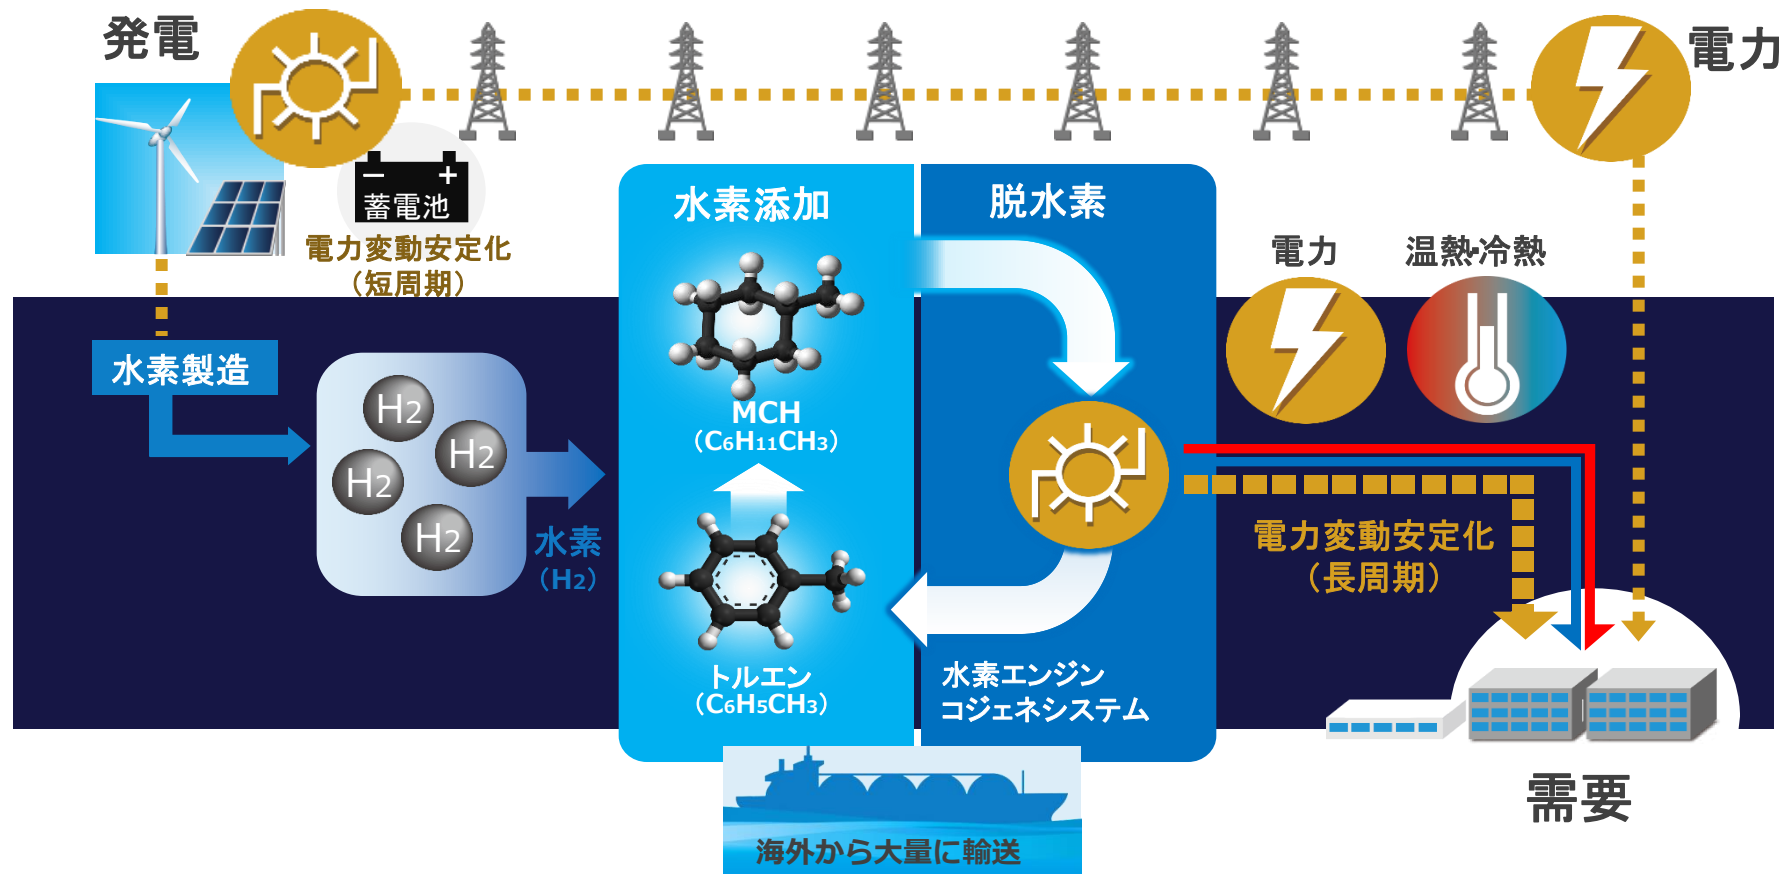 発電
電力
蓄電池
電力変動安定化
（短周期）
水素製造
H2
H2
H2
H2
水素
（H2）
水素添加
MCH
（C6H11CH3）
トルエン
（C6H5CH3）
脱水素
水素エンジン
コジェネシステム
海外から大量に輸送
電力
温熱・冷熱
電力変動安定化
（長周期）
需要